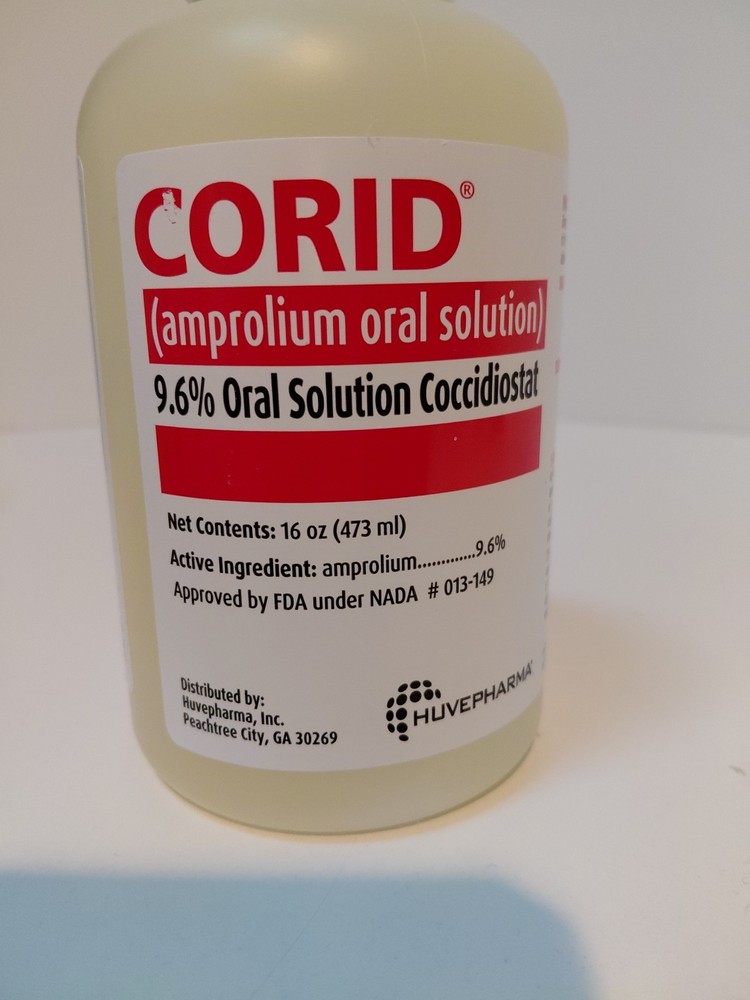 CORID®
(amprolium oral solution)
9.6% Oral Solution Coccidiostat
Net Contents: 16 oz (473 ml)
Active Ingredient: amprolium.............9.6%
Approved by FDA under NADA # 013-149
Distributed by:
Huvepharma, Inc.
Peachtree City, GA 30269
HUVEPHARMA